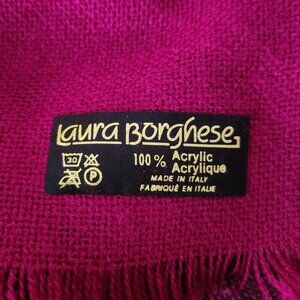 Laura Borghese
30
P
100 % Acrylic
Acrylique
MADE IN ITALY
FABRIQUÉ EN ITALIE